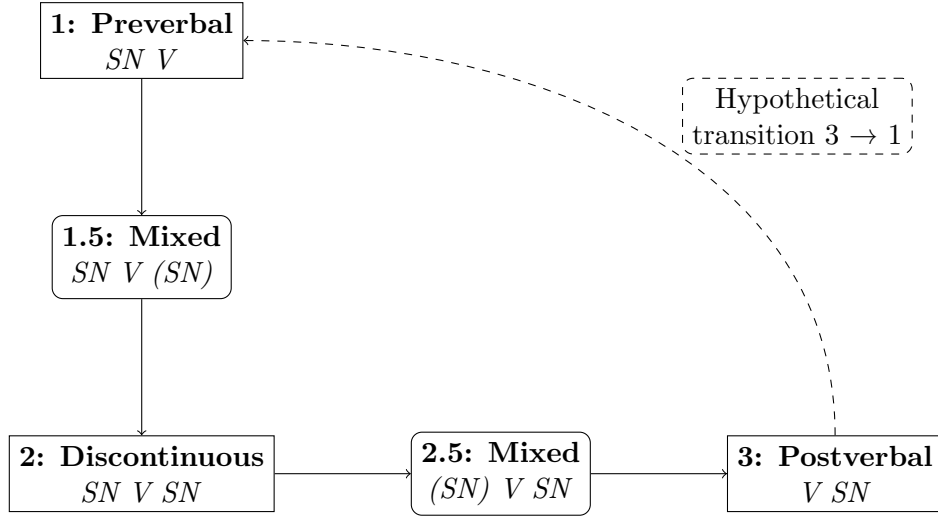 1: Preverbal
SN V
Hypothetical
transition 3 → 1
1.5: Mixed
SN V (SN)
2: Discontinuous
SN V SN
2.5: Mixed
(SN) V SN
3: Postverbal
V SN